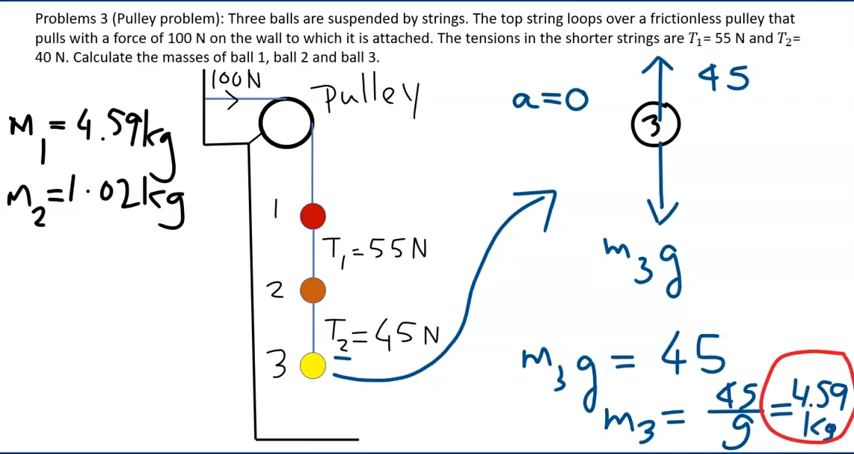 Problems 3 (Pulley problem): Three balls are suspended by strings. The top string loops over a frictionless pulley that
pulls with a force of 100 N on the wall to which it is attached. The tensions in the shorter strings are T₁= 55 N and T₂=
40 N. Calculate the masses of ball 1, ball 2 and ball 3.
100N
Pulley
a=0
45
3
M₁=4.59kg
M₂=1.02kg
1
T₁=55N
2
T₂=45N
3
m₃g
m₃g = 45
m₃ = 45/g = 4.59 kg